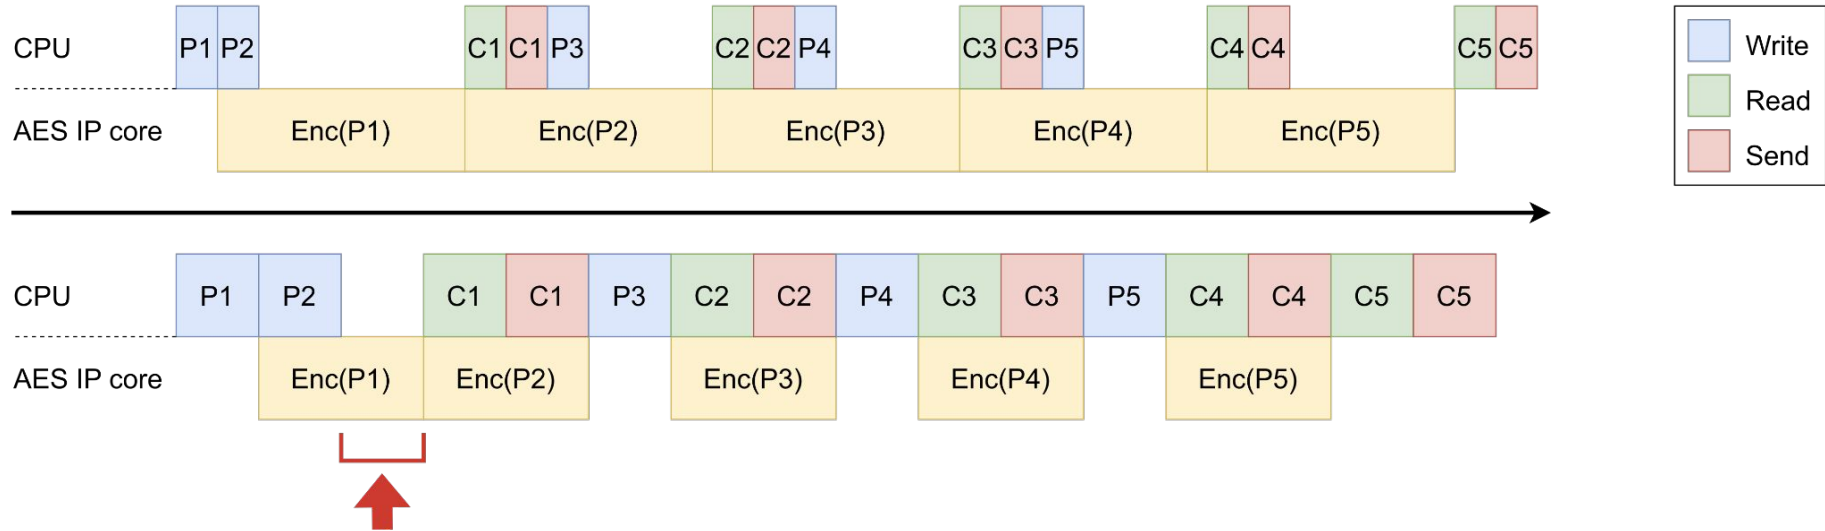 CPU P1 P2 C1 C1 P3 C2 C2 P4 C3 C3 P5 C4 C4 C5 C5
AES IP core Enc(P1) Enc(P2) Enc(P3) Enc(P4) Enc(P5)
Write
Read
Send
CPU P1 P2 C1 C1 P3 C2 C2 P4 C3 C3 P5 C4 C4 C5 C5
AES IP core Enc(P1) Enc(P2) Enc(P3) Enc(P4) Enc(P5)